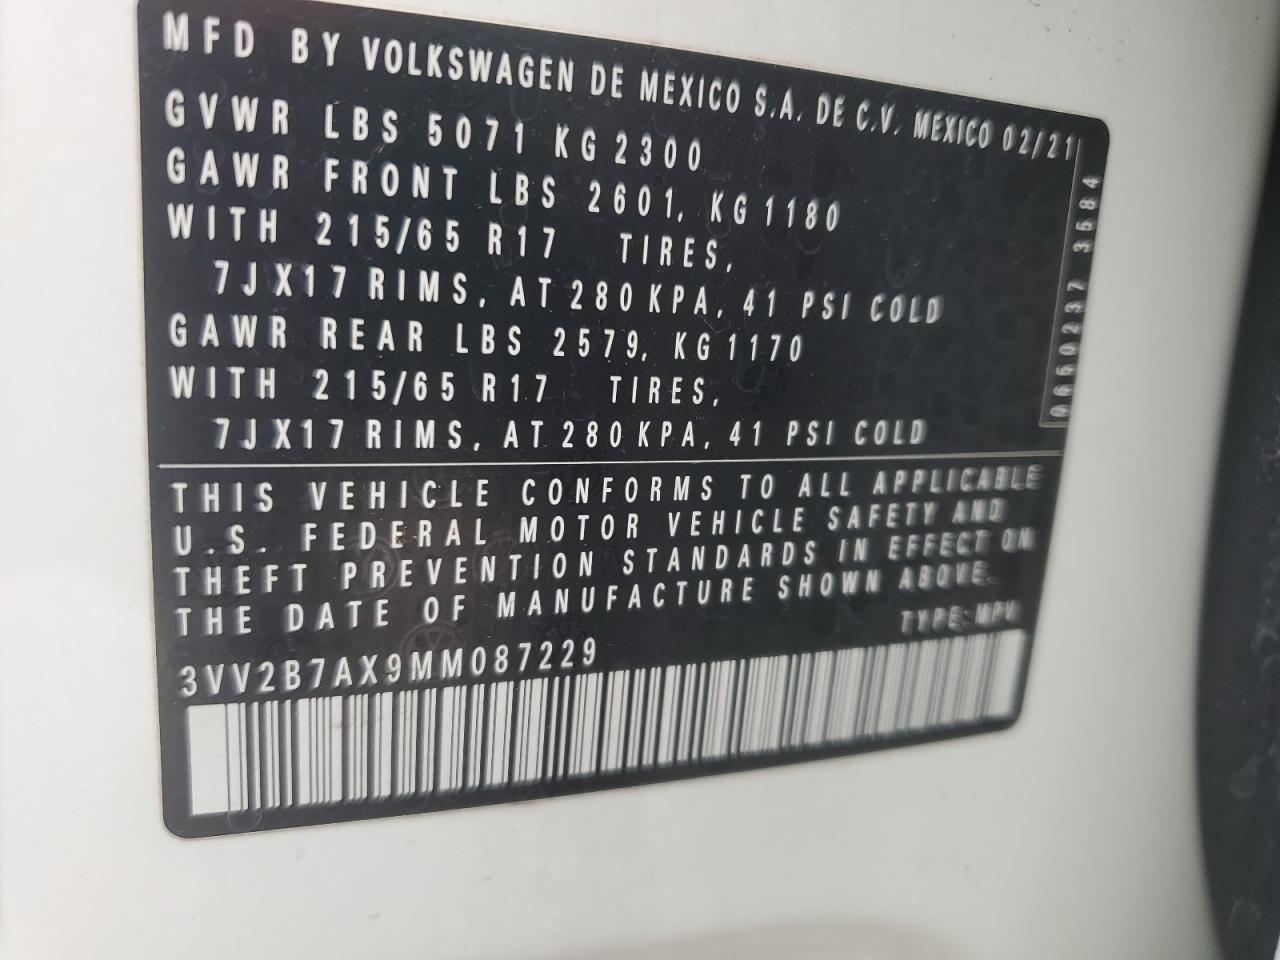 MFD BY VOLKSWAGEN DE MEXICO S.A. DE C.V. MEXICO 02/21
GVWR LBS 5071 KG 2300
GAWR FRONT LBS 2601, KG 1180
WITH 215/65 R17 TIRES,
7JX17 RIMS, AT 280 KPA, 41 PSI COLD
GAWR REAR LBS 2579, KG 1170
WITH 215/65 R17 TIRES,
7JX17 RIMS, AT 280 KPA, 41 PSI COLD
THIS VEHICLE CONFORMS TO ALL APPLICABLE
U.S. FEDERAL MOTOR VEHICLE SAFETY AND
THEFT PREVENTION STANDARDS IN EFFECT ON
THE DATE OF MANUFACTURE SHOWN ABOVE.
TYPE: MPV
3VV2B7AX9MM087229